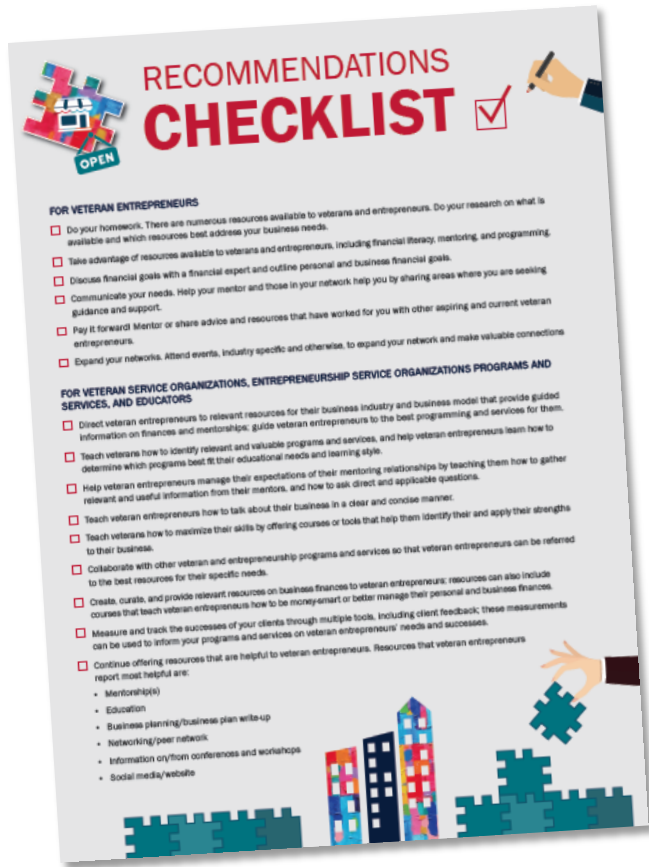 RECOMMENDATIONS
CHECKLIST
OPEN
FOR VETERAN ENTREPRENEURS
Do your homework. There are numerous resources available to veterans and entrepreneurs. Do your research on what is
available and which resources best address your business needs.
Take advantage of resources available to veterans and entrepreneurs, including financial literacy, mentoring, and programming.
Discuss financial goals with a financial expert and outline personal and business financial goals.
Communicate your needs. Help your mentor and those in your network help you by sharing areas where you are seeking
guidance and support.
Pay it forward! Mentor or share advice and resources that have worked for you with other aspiring and current veteran
entrepreneurs.
Expand your networks. Attend events, industry specific and otherwise, to expand your network and make valuable connections
FOR VETERAN SERVICE ORGANIZATIONS, ENTREPRENEURSHIP SERVICE ORGANIZATIONS PROGRAMS AND
SERVICES, AND EDUCATORS
Direct veteran entrepreneurs to relevant resources for their business industry and business model that provide guided
information on finances and mentorships; guide veteran entrepreneurs to the best programming and services for them.
Teach veterans how to identify relevant and valuable programs and services, and help veteran entrepreneurs learn how to
determine which programs best fit their educational needs and learning style.
Help veteran entrepreneurs manage their expectations of their mentoring relationships by teaching them how to gather
relevant and useful information from their mentors, and how to ask direct and applicable questions.
Teach veteran entrepreneurs how to talk about their business in a clear and concise manner.
Teach veterans how to maximize their skills by offering courses or tools that help them identify their and apply their strengths
to their business.
Collaborate with other veteran and entrepreneurship programs and services so that veteran entrepreneurs can be referred
to the best resources for their specific needs.
Create, curate, and provide relevant resources on business finances to veteran entrepreneurs; resources can also include
courses that teach veteran entrepreneurs how to be money-smart or better manage their personal and business finances.
Measure and track the successes of your clients through multiple tools, including client feedback; these measurements
can be used to inform your programs and services on veteran entrepreneurs' needs and successes.
Continue offering resources that are helpful to veteran entrepreneurs. Resources that veteran entrepreneurs
report most helpful are:
• Mentorship(s)
• Education
• Business planning/business plan write-up
• Networking/peer network
• Information on/from conferences and workshops
• Social media/website